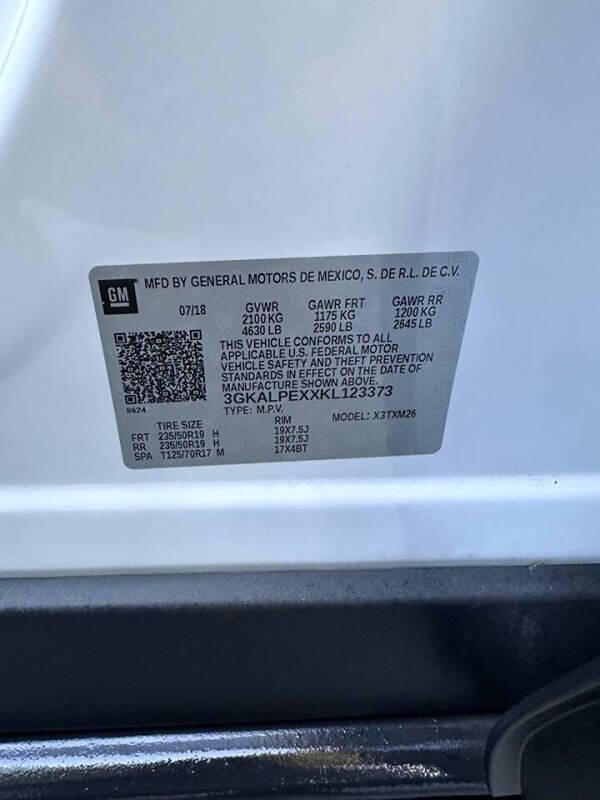 GM
MFD BY GENERAL MOTORS DE MEXICO, S. DE R.L. DE C.V.
07/18 GVWR GAWR FRT GAWR RR
2100 KG 1175 KG 1200 KG
4630 LB 2590 LB 2645 LB
THIS VEHICLE CONFORMS TO ALL
APPLICABLE U.S. FEDERAL MOTOR
VEHICLE SAFETY AND THEFT PREVENTION
STANDARDS IN EFFECT ON THE DATE OF
MANUFACTURE SHOWN ABOVE.
3GKALPEXXKL123373
8624
TYPE: M.P.V. MODEL: X3TXM26
TIRE SIZE RIM
FRT 235/50R19 H 19X7.5J
RR 235/50R19 H 19X7.5J
SPA T125/70R17 M 17X4BT